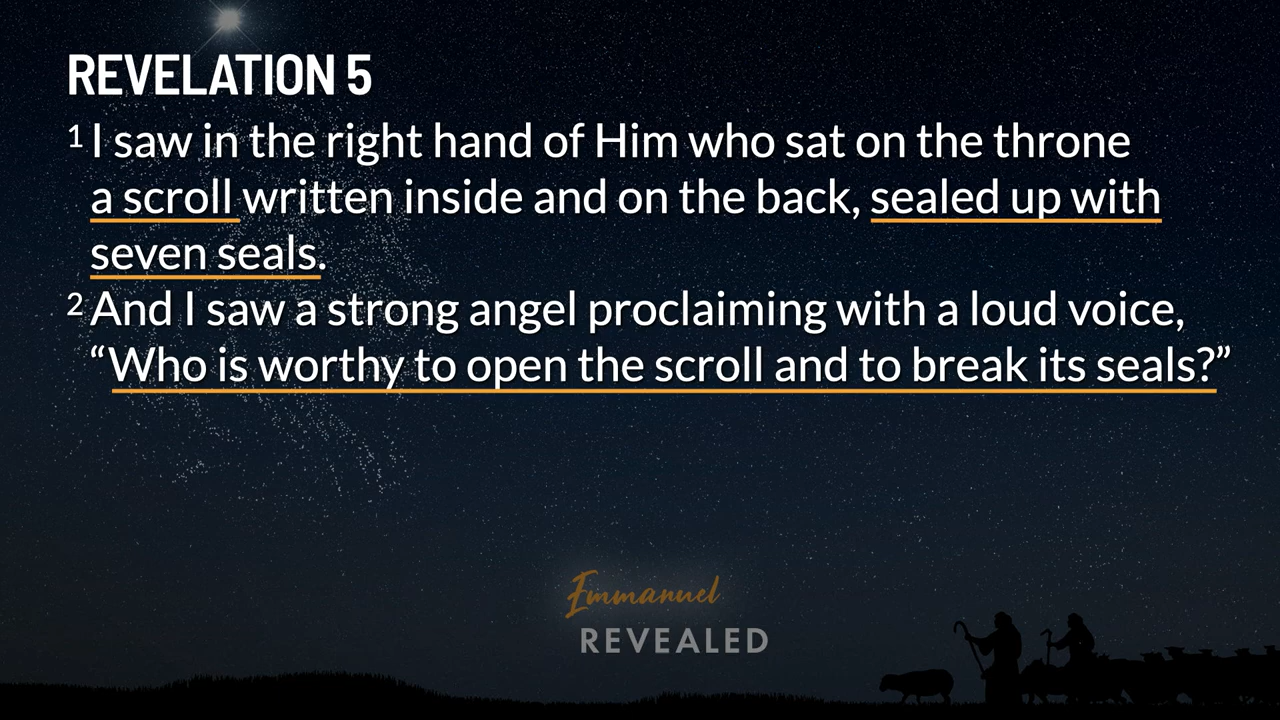 REVELATION 5
1 I saw in the right hand of Him who sat on the throne
a scroll written inside and on the back, sealed up with
seven seals.
2 And I saw a strong angel proclaiming with a loud voice,
“Who is worthy to open the scroll and to break its seals?”
Emmanuel
REVEALED